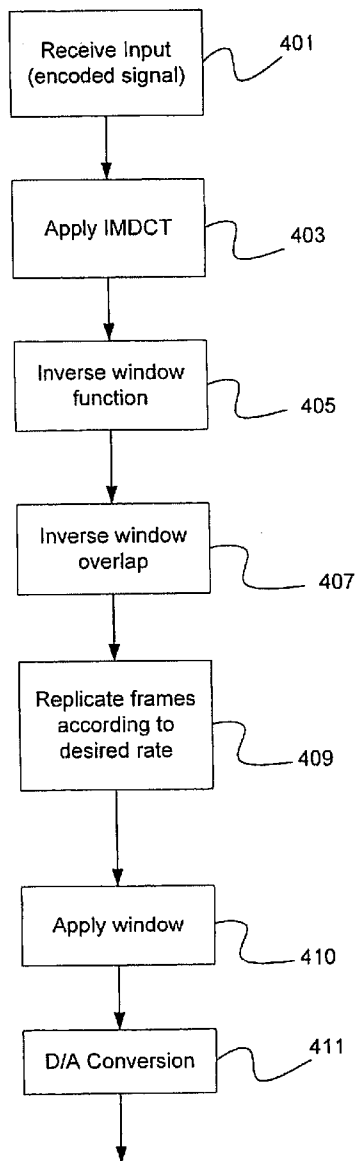 Receive Input
(encoded signal)
401
Apply IMDCT
403
Inverse window
function
405
Inverse window
overlap
407
Replicate frames
according to
desired rate
409
Apply window
410
D/A Conversion
411